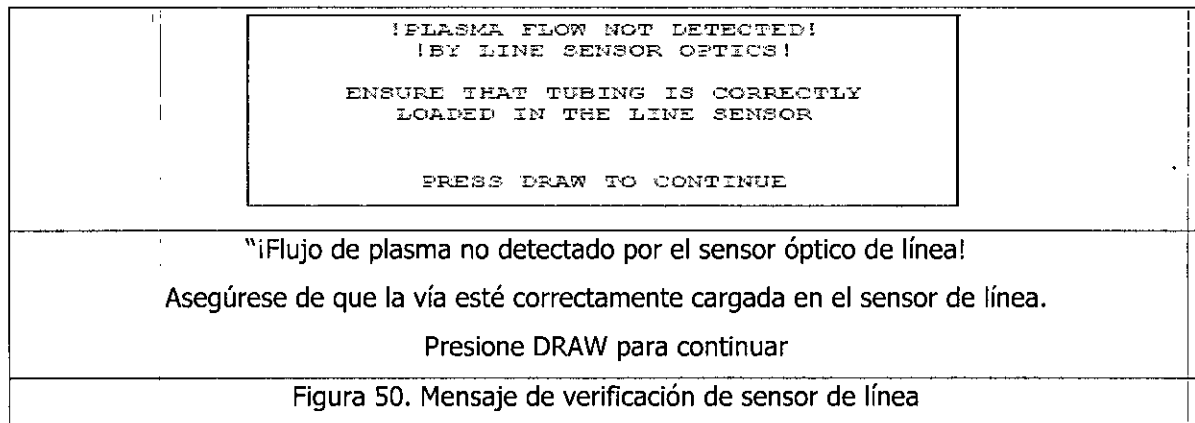 !PLASMA FLOW NOT DETECTED!
!BY LINE SENSOR OPTICS!
ENSURE THAT TUBING IS CORRECTLY
LOADED IN THE LINE SENSOR
PRESS DRAW TO CONTINUE
"¡Flujo de plasma no detectado por el sensor óptico de línea!
Asegúrese de que la vía esté correctamente cargada en el sensor de línea.
Presione DRAW para continuar
Figura 50. Mensaje de verificación de sensor de línea